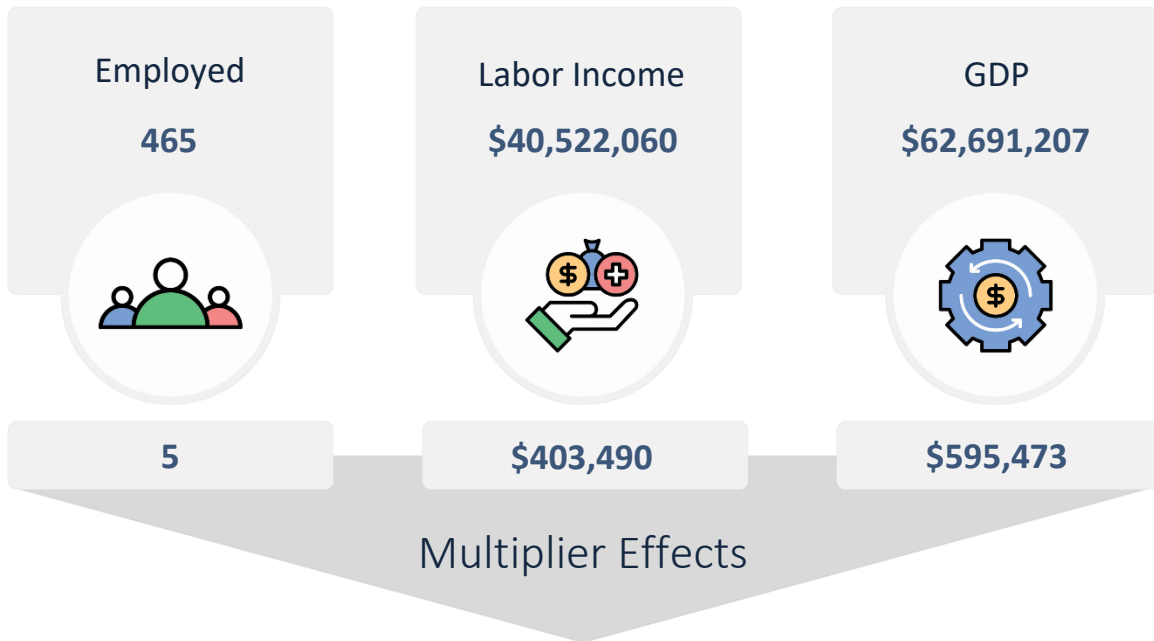 Employed
465
Labor Income
$40,522,060
GDP
$62,691,207
$
$
5
$403,490
$595,473
Multiplier Effects